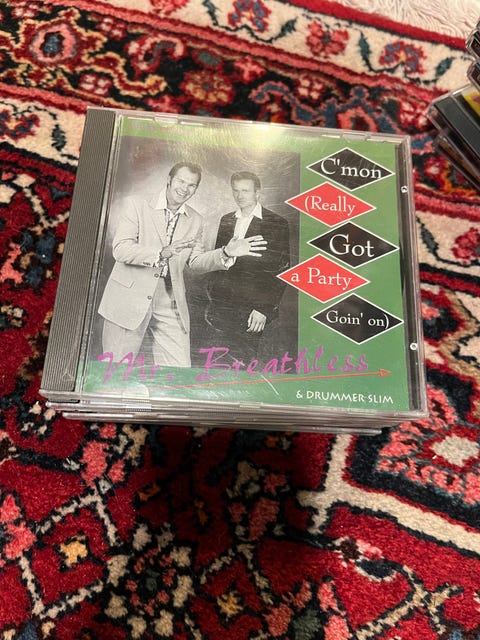 C'mon
(Really
Got
a Party
Goin' on)
Mr. Breathless
& DRUMMER SLIM